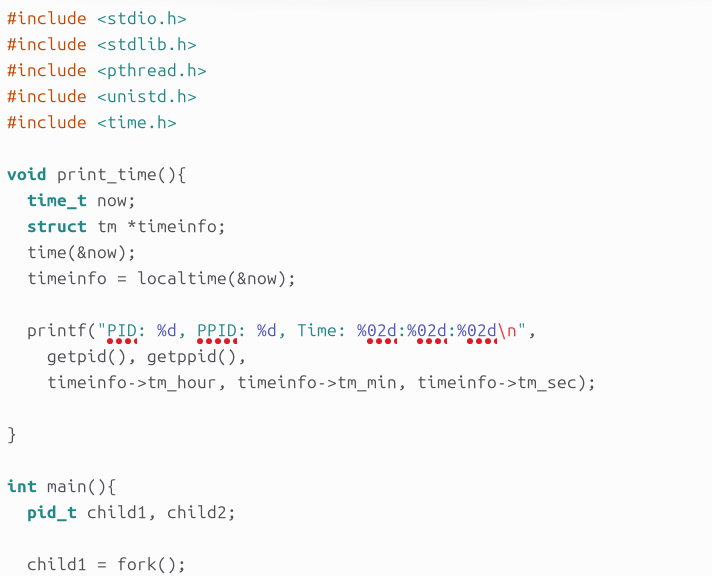 #include <stdio.h>
#include <stdlib.h>
#include <pthread.h>
#include <unistd.h>
#include <time.h>
void print_time(){
time_t now;
struct tm *timeinfo;
time(&now);
timeinfo = localtime(&now);
printf("PID: %d, PPID: %d, Time: %02d:%02d:%02d\n",
getpid(), getppid(),
timeinfo->tm_hour, timeinfo->tm_min, timeinfo->tm_sec);
}
int main(){
pid_t child1, child2;
child1 = fork();